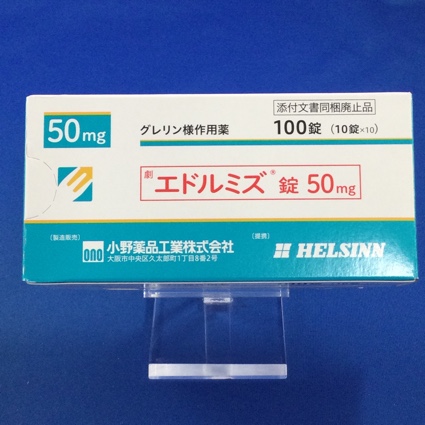 添付文書同梱廃止品
50mg
グレリン様作用薬 100錠 (10錠×10)
劇 エドルミズ® 錠 50mg
(製造販売) (提携)
ono 小野薬品工業株式会社 HELSINN
大阪市中央区久太郎町1丁目8番2号